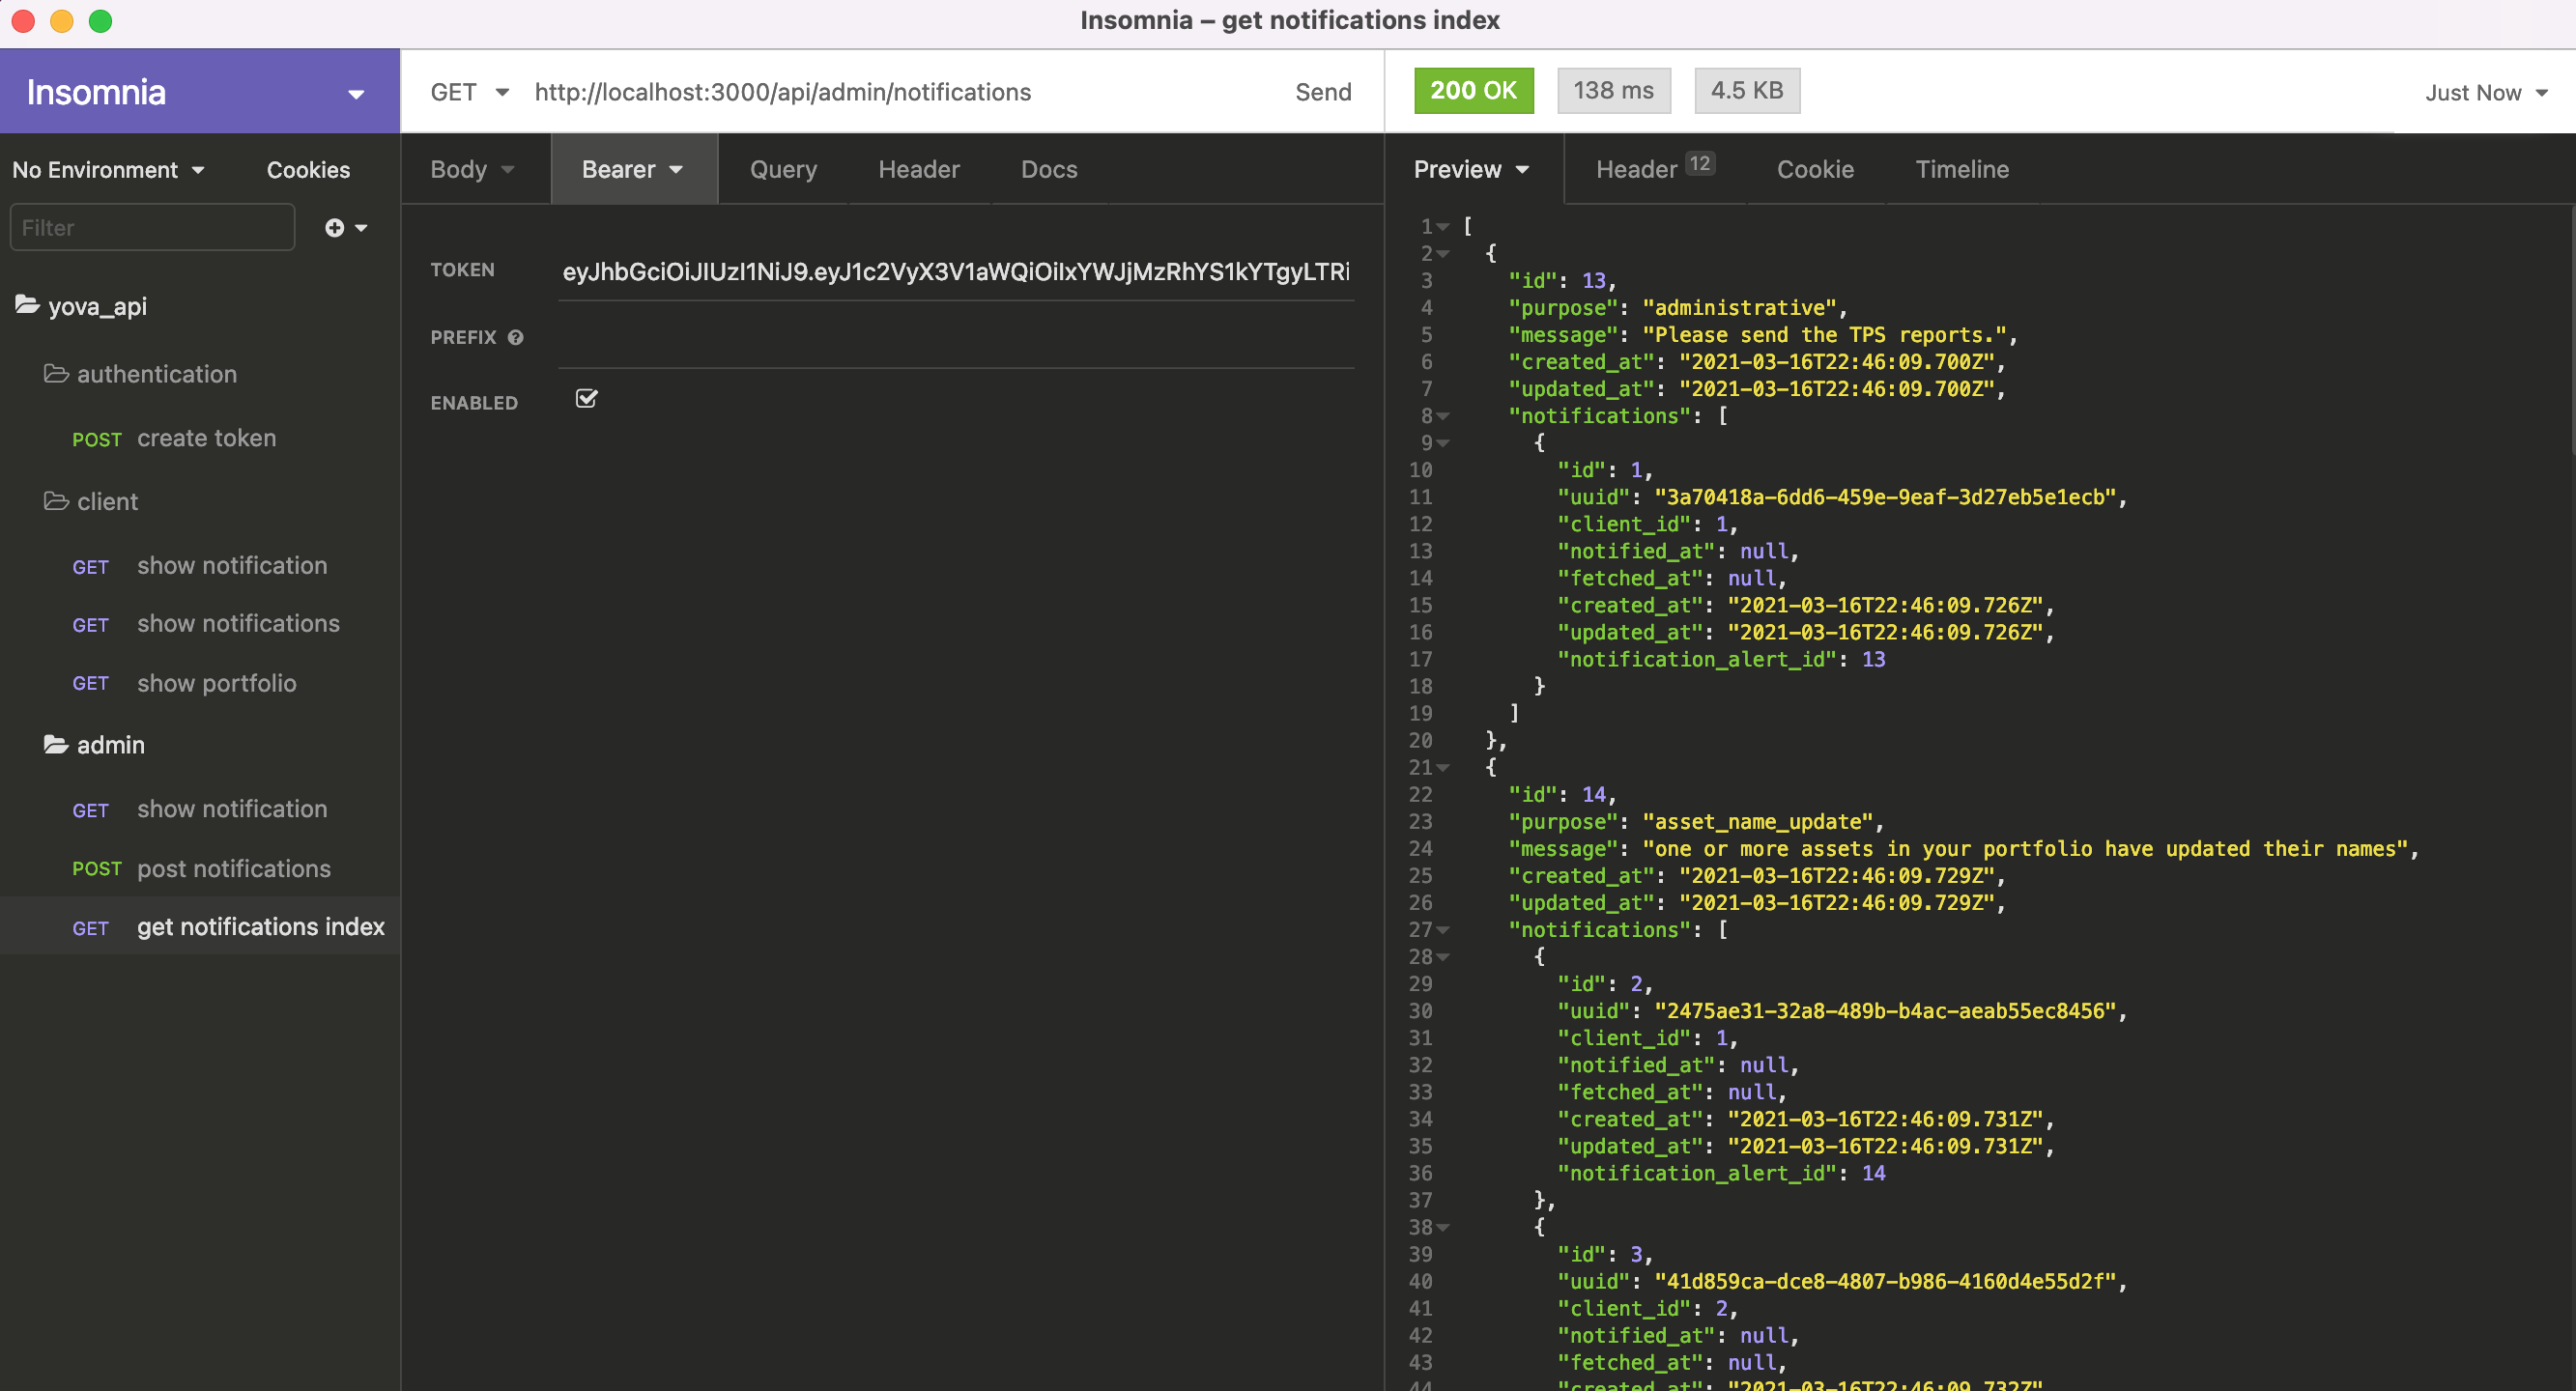 Insomnia – get notifications index
Insomnia
No Environment Cookies
Filter
yova_api
authentication
POST create token
client
GET show notification
GET show notifications
GET show portfolio
admin
GET show notification
POST post notifications
GET get notifications index
GET http://localhost:3000/api/admin/notifications Send
Body Bearer Query Header Docs
TOKEN eyJhbGciOiJIUzI1NiJ9.eyJ1c2VyX3V1aWQiOiIxYWJjMzRhYS1kYTgyLTRi
PREFIX
ENABLED
200 OK 138 ms 4.5 KB Just Now
Preview Header 12 Cookie Timeline
1 [
2 {
3 "id": 13,
4 "purpose": "administrative",
5 "message": "Please send the TPS reports.",
6 "created_at": "2021-03-16T22:46:09.700Z",
7 "updated_at": "2021-03-16T22:46:09.700Z",
8 "notifications": [
9 {
10 "id": 1,
11 "uuid": "3a70418a-6dd6-459e-9eaf-3d27eb5e1ecb",
12 "client_id": 1,
13 "notified_at": null,
14 "fetched_at": null,
15 "created_at": "2021-03-16T22:46:09.726Z",
16 "updated_at": "2021-03-16T22:46:09.726Z",
17 "notification_alert_id": 13
18 }
19 ]
20 },
21 {
22 "id": 14,
23 "purpose": "asset_name_update",
24 "message": "one or more assets in your portfolio have updated their names",
25 "created_at": "2021-03-16T22:46:09.729Z",
26 "updated_at": "2021-03-16T22:46:09.729Z",
27 "notifications": [
28 {
29 "id": 2,
30 "uuid": "2475ae31-32a8-489b-b4ac-aeab55ec8456",
31 "client_id": 1,
32 "notified_at": null,
33 "fetched_at": null,
34 "created_at": "2021-03-16T22:46:09.731Z",
35 "updated_at": "2021-03-16T22:46:09.731Z",
36 "notification_alert_id": 14
37 },
38 {
39 "id": 3,
40 "uuid": "41d859ca-dce8-4807-b986-4160d4e55d2f",
41 "client_id": 2,
42 "notified_at": null,
43 "fetched_at": null,
44 "created_at": "2021-03-16T22:46:09.732Z"